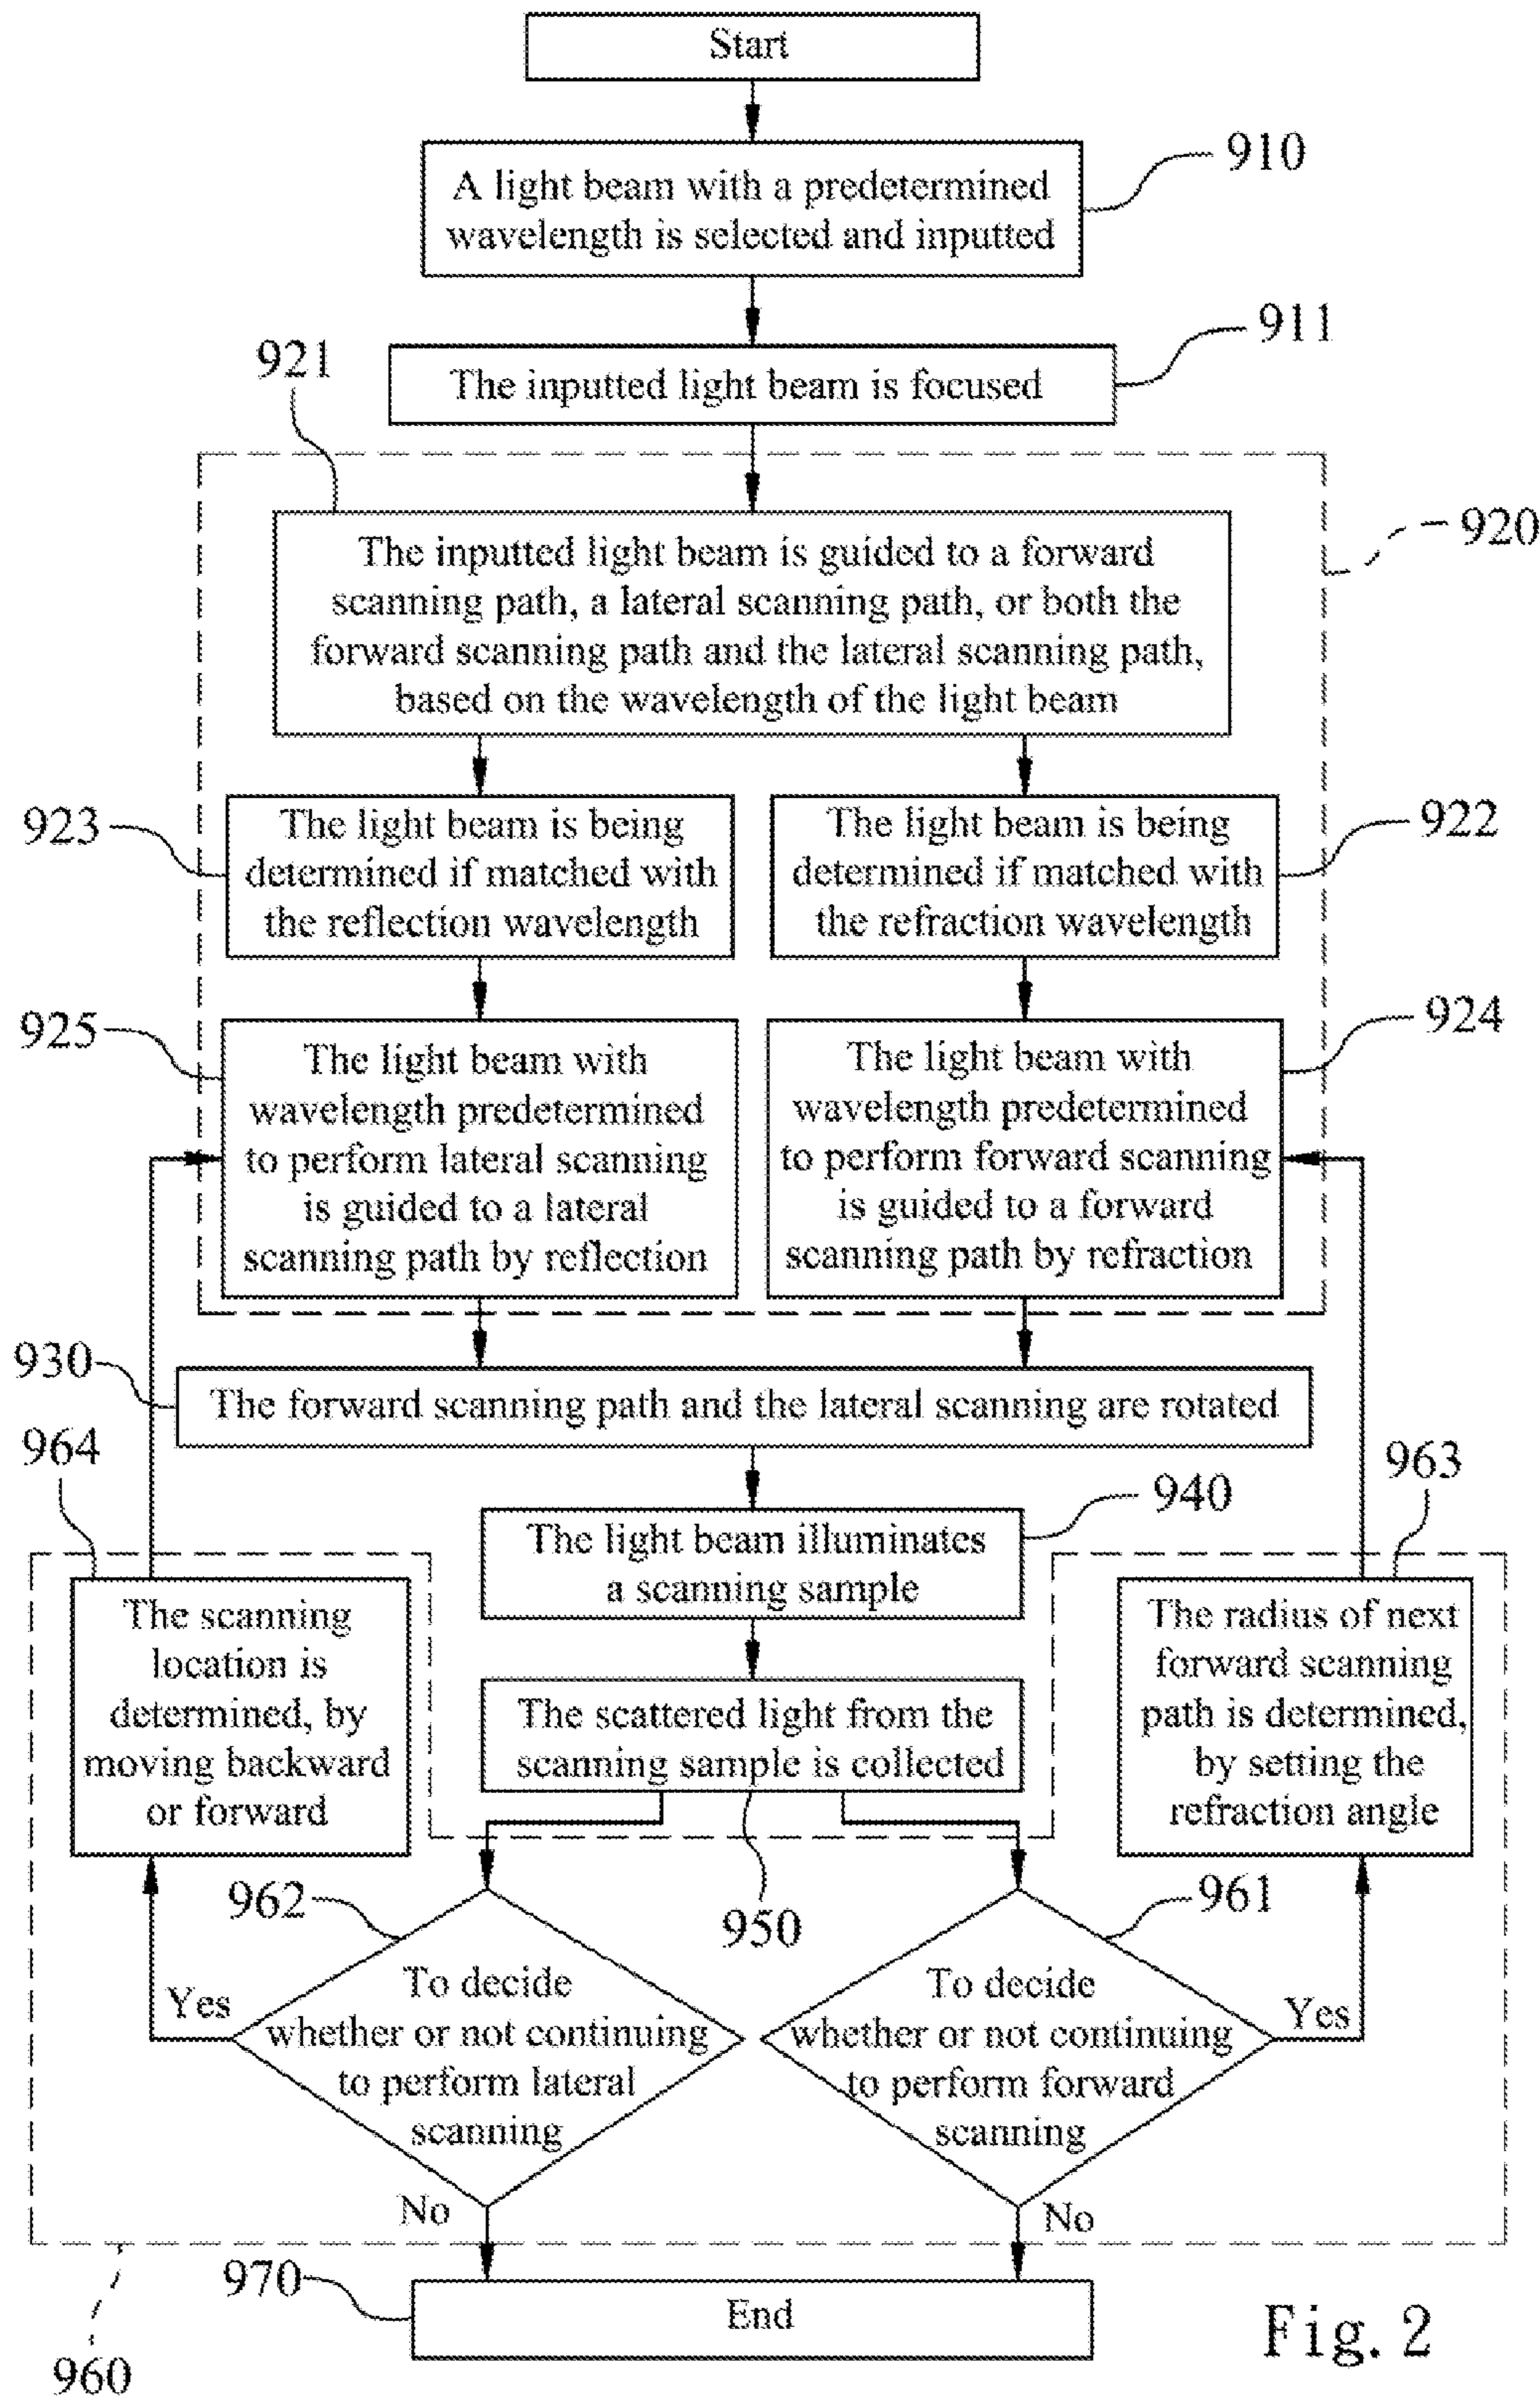 Start
910
A light beam with a predetermined
wavelength is selected and inputted
911
The inputted light beam is focused
921
920
The inputted light beam is guided to a forward
scanning path, a lateral scanning path, or both the
forward scanning path and the lateral scanning path,
based on the wavelength of the light beam
923
The light beam is being
determined if matched with
the reflection wavelength
922
The light beam is being
determined if matched with
the refraction wavelength
925
The light beam with
wavelength predetermined
to perform lateral scanning
is guided to a lateral
scanning path by reflection
924
The light beam with
wavelength predetermined
to perform forward scanning
is guided to a forward
scanning path by refraction
930
The forward scanning path and the lateral scanning are rotated
964
963
940
The light beam illuminates
a scanning sample
The scanning
location is
determined, by
moving backward
or forward
The radius of next
forward scanning
path is determined,
by setting the
refraction angle
The scattered light from the
scanning sample is collected
950
962
961
To decide
whether or not continuing
to perform lateral
scanning
Yes
To decide
whether or not continuing
to perform forward
scanning
Yes
No
No
970
End
960
Fig. 2